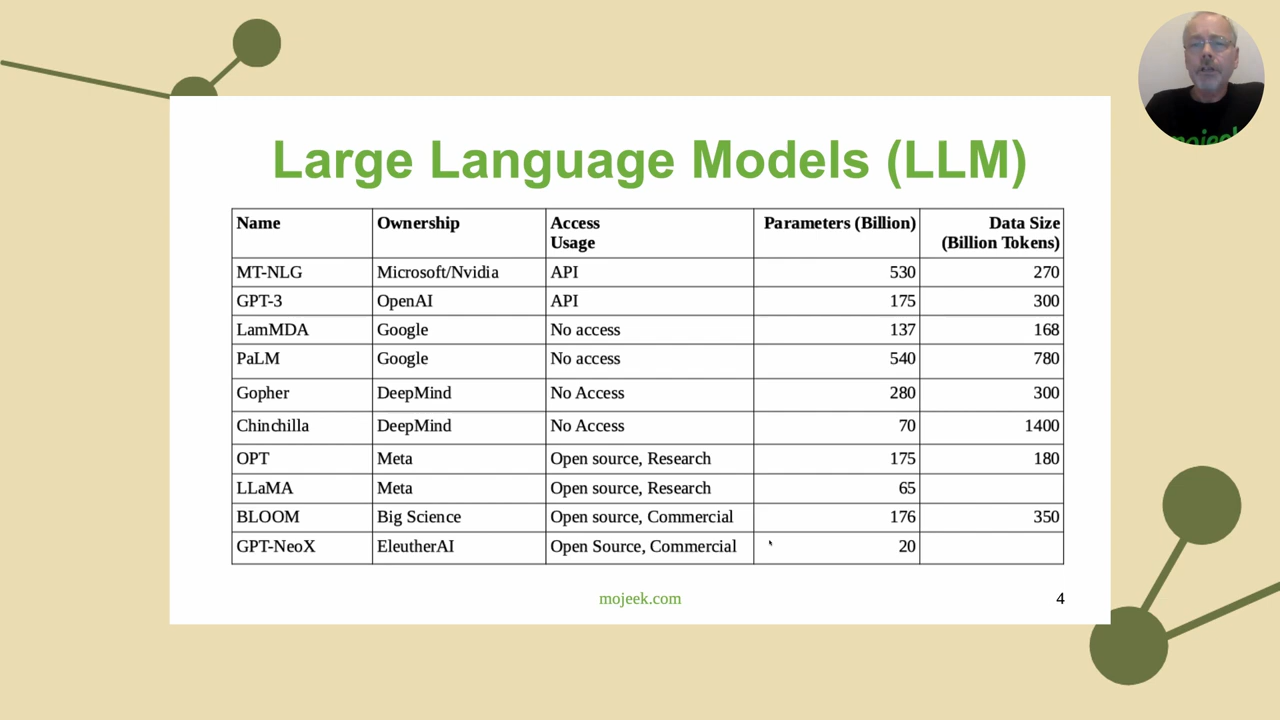 mojeek
Large Language Models (LLM)
Name Ownership Access Usage Parameters (Billion) Data Size (Billion Tokens)
MT-NLG Microsoft/Nvidia API 530 270
GPT-3 OpenAI API 175 300
LamMDA Google No access 137 168
PaLM Google No access 540 780
Gopher DeepMind No Access 280 300
Chinchilla DeepMind No Access 70 1400
OPT Meta Open source, Research 175 180
LLaMA Meta Open source, Research 65
BLOOM Big Science Open source, Commercial 176 350
GPT-NeoX EleutherAI Open Source, Commercial 20
mojeek.com 4